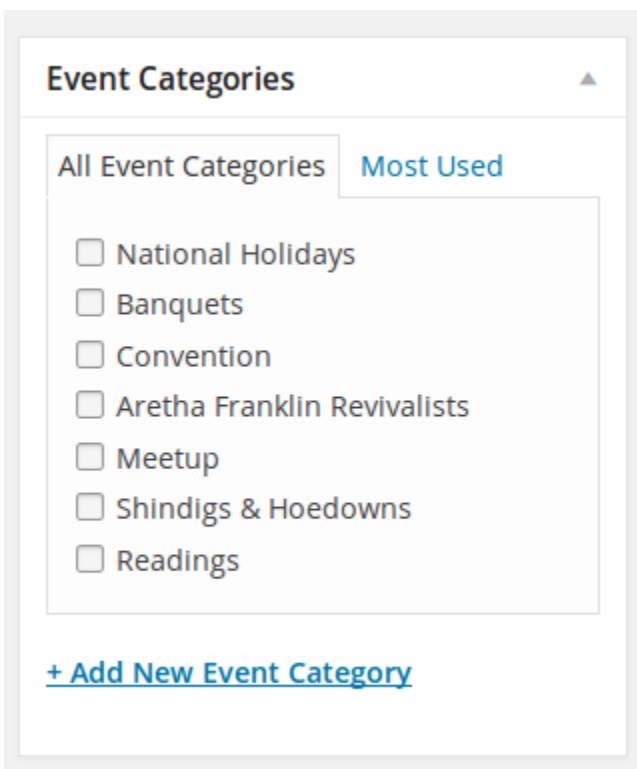 Event Categories
All Event Categories Most Used
National Holidays
Banquets
Convention
Aretha Franklin Revivalists
Meetup
Shindigs & Hoedowns
Readings
+ Add New Event Category